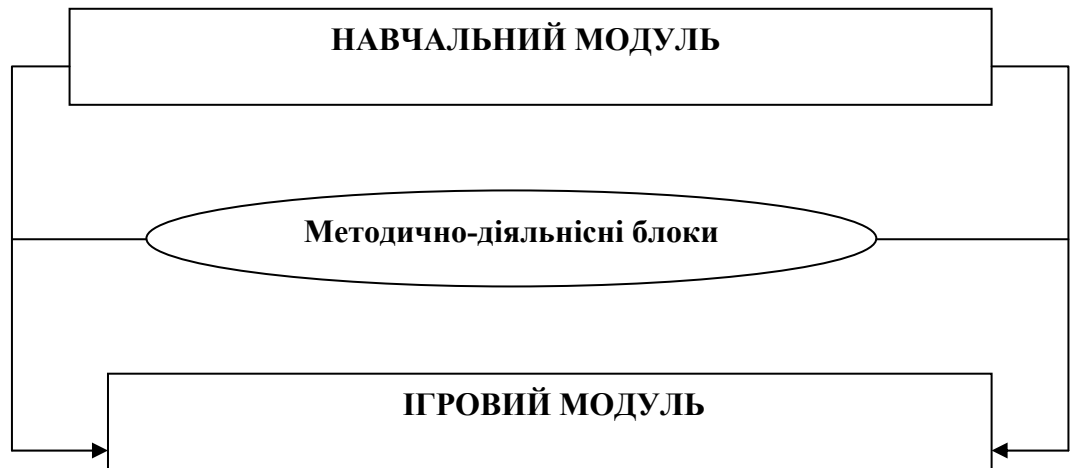 НАВЧАЛЬНИЙ МОДУЛЬ
Методично-діяльнісні блоки
ІГРОВИЙ МОДУЛЬ